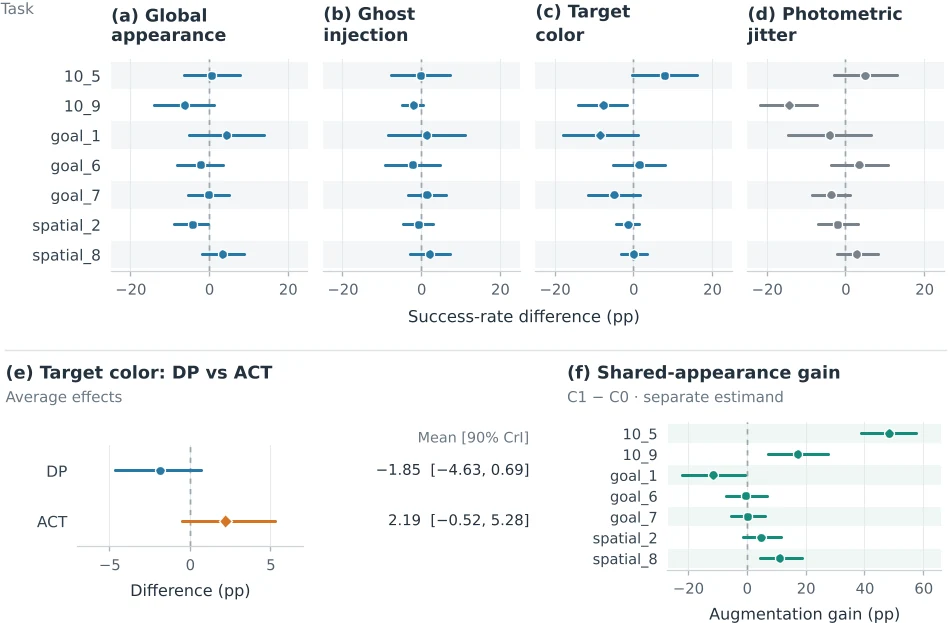 Task
(a) Global
appearance
(b) Ghost
injection
(c) Target
color
(d) Photometric
jitter
10_5
10_9
goal_1
goal_6
goal_7
spatial_2
spatial_8
−20 0 20
−20 0 20
−20 0 20
−20 0 20
Success-rate difference (pp)
(e) Target color: DP vs ACT
Average effects
Mean [90% CrI]
DP
−1.85 [−4.63, 0.69]
ACT
2.19 [−0.52, 5.28]
−5 0 5
Difference (pp)
(f) Shared-appearance gain
C1 − C0 · separate estimand
10_5
10_9
goal_1
goal_6
goal_7
spatial_2
spatial_8
−20 0 20 40 60
Augmentation gain (pp)